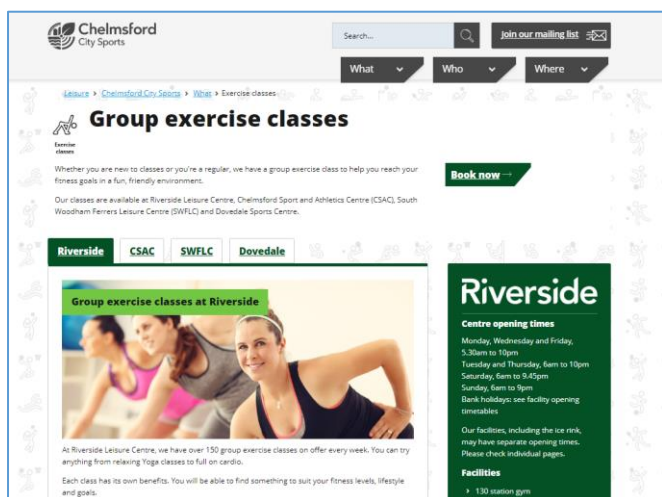 Chelmsford
City Sports
Search...
Join our mailing list
What
Who
Where
Leisure > Chelmsford City Sports > What > Exercise classes
Exercise
classes
Group exercise classes
Whether you are new to classes or you're a regular, we have a group exercise class to help you reach your
fitness goals in a fun, friendly environment.
Book now →
Our classes are available at Riverside Leisure Centre, Chelmsford Sport and Athletics Centre (CSAC), South
Woodham Ferrers Leisure Centre (SWFLC) and Dovedale Sports Centre.
Riverside
CSAC
SWFLC
Dovedale
Group exercise classes at Riverside
At Riverside Leisure Centre, we have over 150 group exercise classes on offer every week. You can try
anything from relaxing Yoga classes to full on cardio.
Each class has its own benefits. You will be able to find something to suit your fitness levels, lifestyle
and goals.
Riverside
Centre opening times
Monday, Wednesday and Friday,
5.30am to 10pm
Tuesday and Thursday, 6am to 10pm
Saturday, 6am to 9.45pm
Sunday, 6am to 9pm
Bank holidays: see facility opening
timetables
Our facilities, including the ice rink,
may have separate opening times.
Please check individual pages.
Facilities
130 station gym